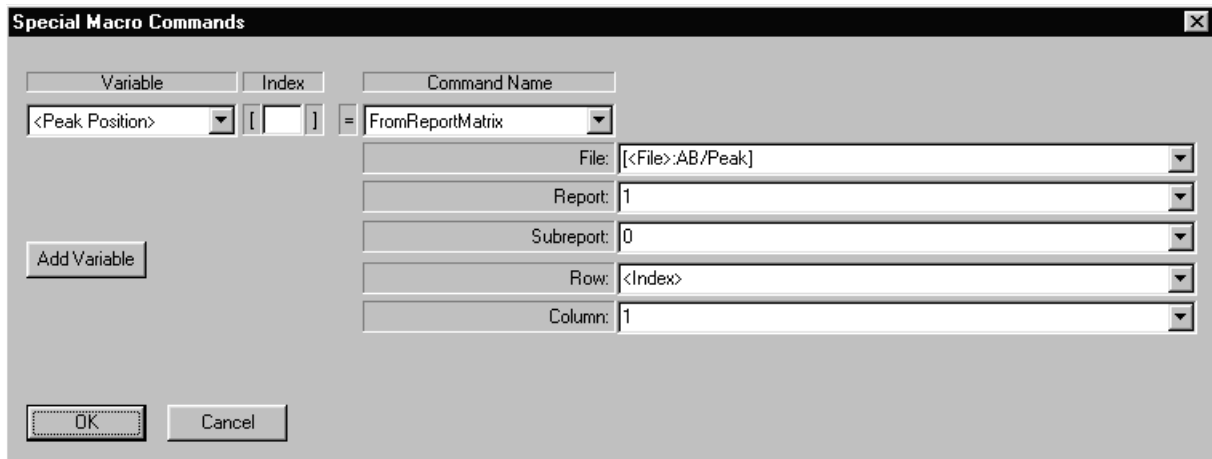 Special Macro Commands
Variable Index Command Name
<Peak Position> [ ] = FromReportMatrix
File: [<File>:AB/Peak]
Report: 1
Subreport: 0
Add Variable
Row: <Index>
Column: 1
OK Cancel